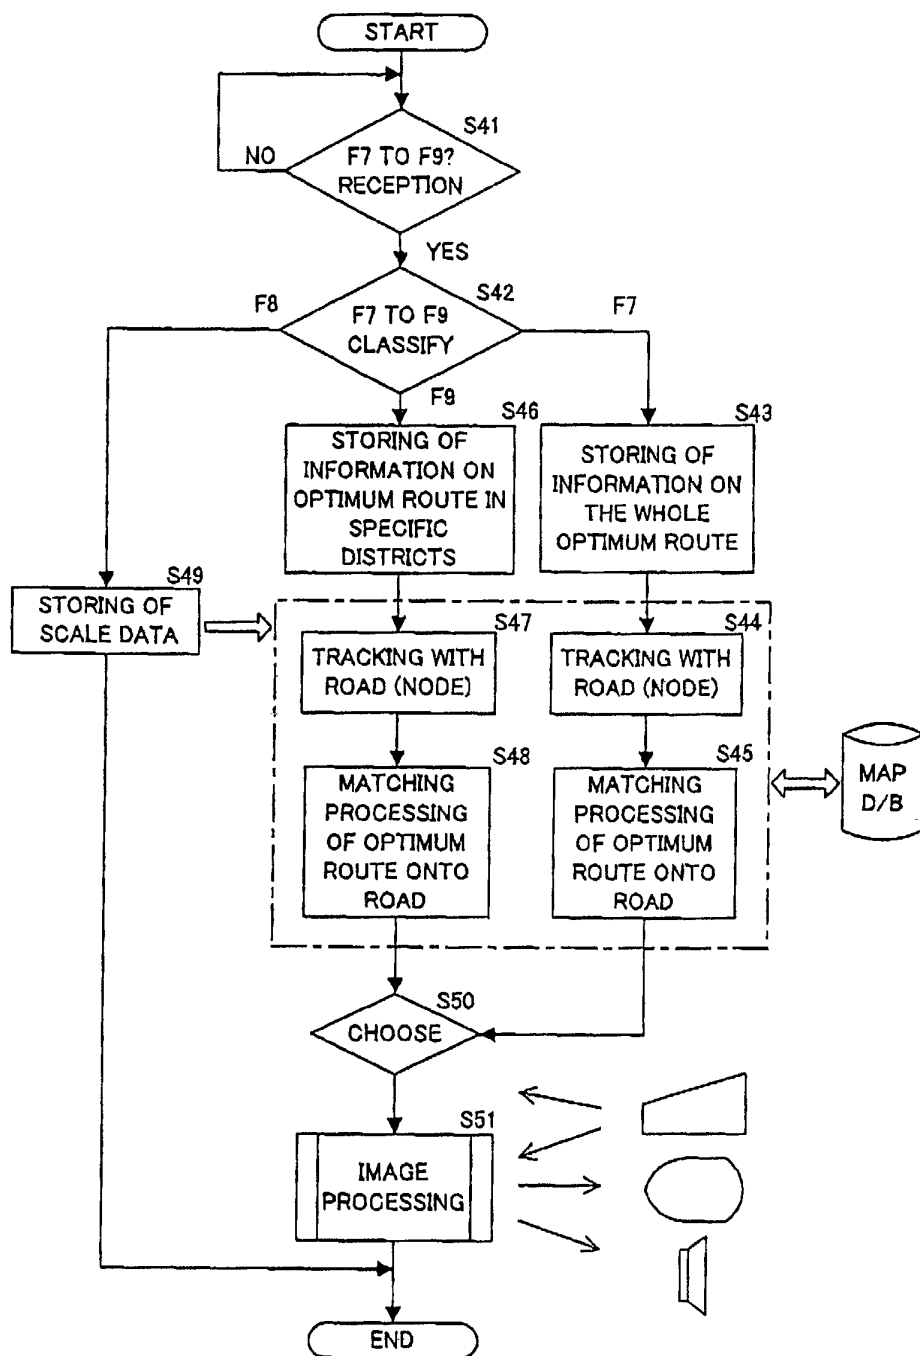 START
S41
NO
F7 TO F9?
RECEPTION
YES
F8
S42
F7
F7 TO F9
CLASSIFY
F9
S46
STORING OF
INFORMATION ON
OPTIMUM ROUTE IN
SPECIFIC
DISTRICTS
S43
STORING OF
INFORMATION ON
THE WHOLE
OPTIMUM ROUTE
S49
STORING OF
SCALE DATA
S47
TRACKING WITH
ROAD (NODE)
S44
TRACKING WITH
ROAD (NODE)
S48
MATCHING
PROCESSING
OF OPTIMUM
ROUTE ONTO
ROAD
S45
MATCHING
PROCESSING
OF OPTIMUM
ROUTE ONTO
ROAD
MAP
D/B
S50
CHOOSE
S51
IMAGE
PROCESSING
END